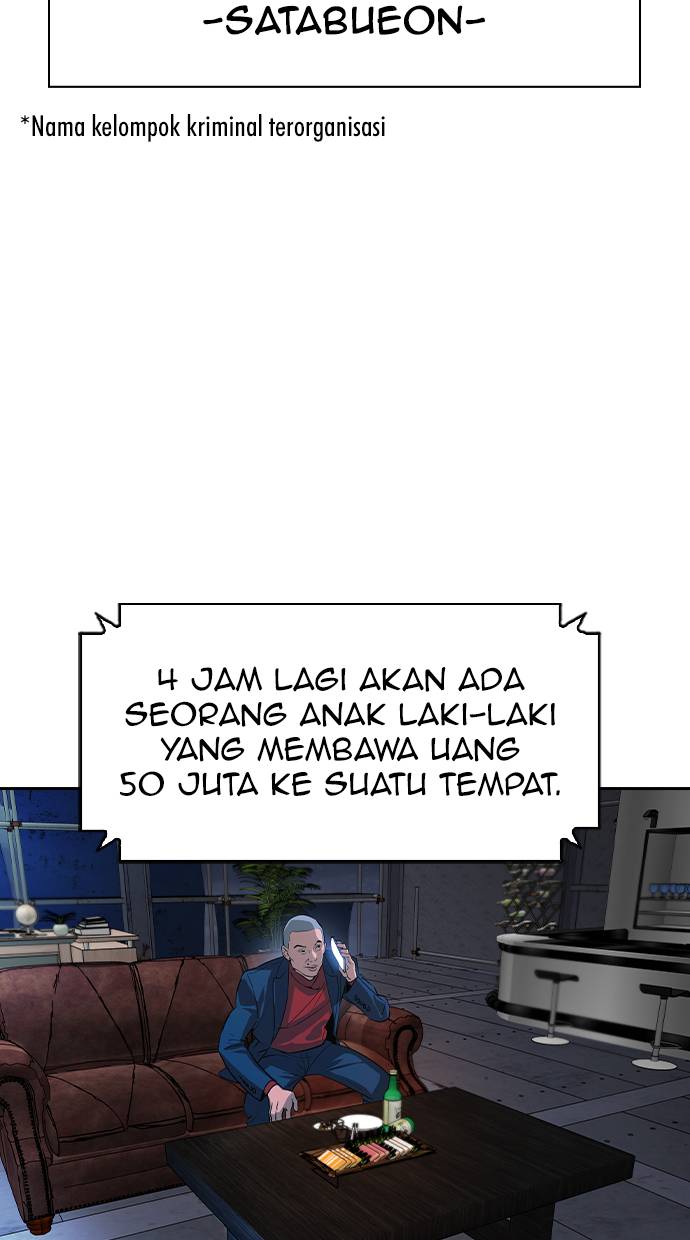 -SATABUEON-
*Nama kelompok kriminal terorganisasi
4 JAM LAGI AKAN ADA
SEORANG ANAK LAKI-LAKI
YANG MEMBAWA UANG
50 JUTA KE SUATU TEMPAT.